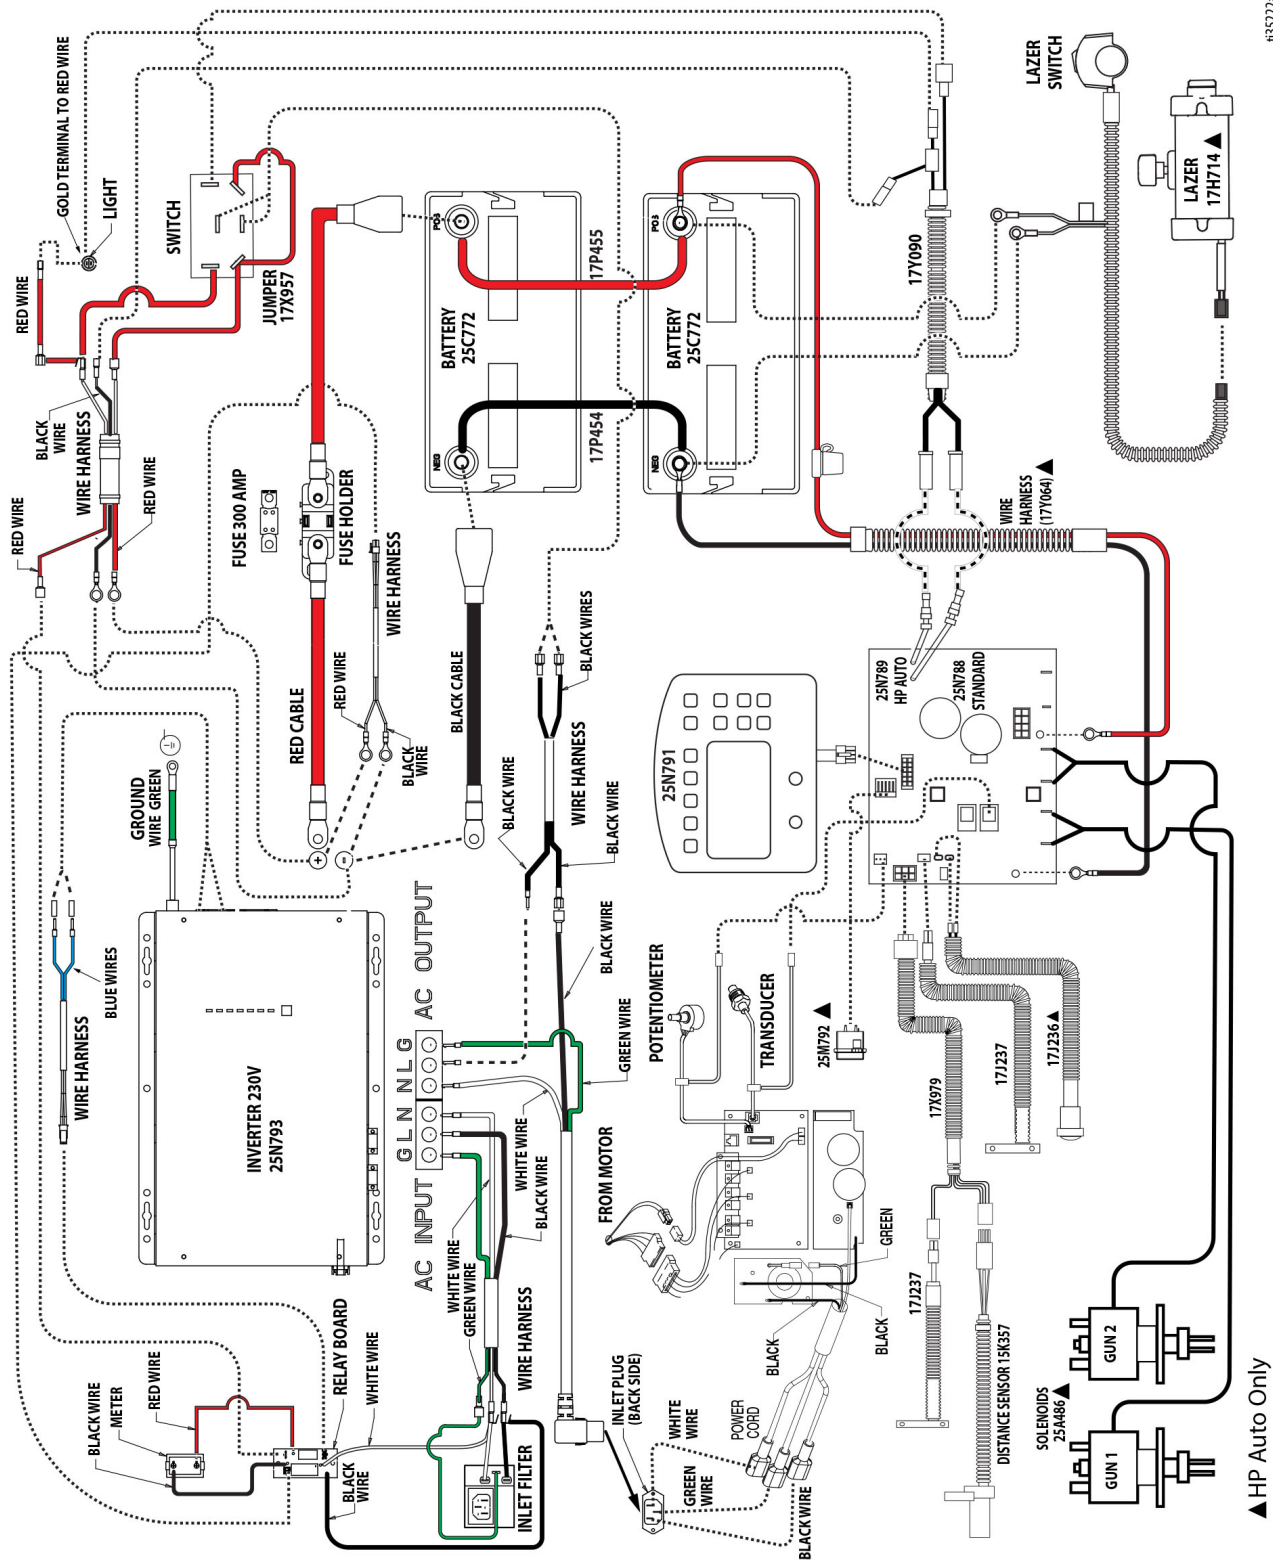 ti35222a
GOLD TERMINAL TO RED WIRE
LIGHT
RED WIRE
SWITCH
JUMPER
17X957
BLACK
WIRE
WIRE HARNESS
RED WIRE
RED WIRE
FUSE 300 AMP
FUSE HOLDER
WIRE HARNESS
RED WIRE
BLACK
WIRE
RED CABLE
BLACK CABLE
POS
NEG
BATTERY
25C772
17P455
17P454
POS
NEG
BATTERY
25C772
17Y090
LAZER
SWITCH
LAZER
17H714 ▲
WIRE
HARNESS
(17Y064) ▲
GROUND
WIRE GREEN
BLUE WIRES
WIRE HARNESS
INVERTER 230V
25N793
+
-
BLACK WIRES
WIRE HARNESS
BLACK WIRE
BLACK WIRE
BLACK WIRE
GREEN WIRE
AC OUTPUT
G L N N L G
AC INPUT
WHITE WIRE
BLACK WIRE
WHITE WIRE
GREEN WIRE
WIRE HARNESS
25N791
25N789
HP AUTO
25N788
STANDARD
POTENTIOMETER
TRANSDUCER
25M792 ▲
FROM MOTOR
17X979
17J237
17J236 ▲
GREEN
BLACK
BLACK
17J237
DISTANCE SENSOR 15K357
BLACK WIRE
METER
RED WIRE
RELAY BOARD
WHITE WIRE
BLACK
WIRE
INLET FILTER
INLET PLUG
(BACK SIDE)
WHITE
WIRE
POWER
CORD
GREEN
WIRE
BLACK WIRE
SOLENOIDS
25A486 ▲
GUN 2
GUN 1
▲ HP Auto Only